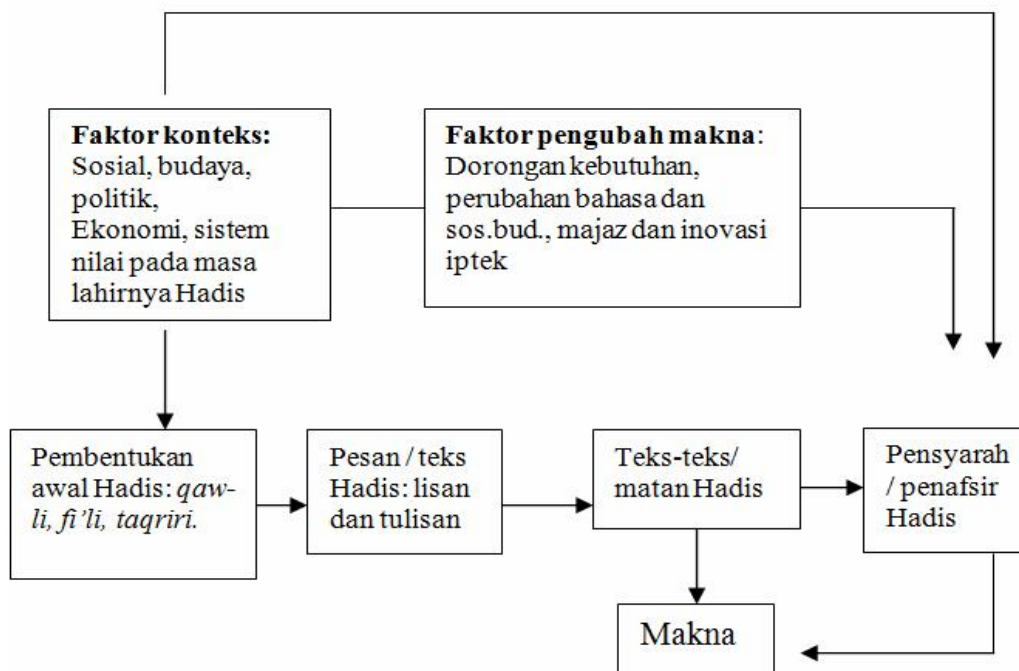 Faktor konteks:
Sosial, budaya,
politik,
Ekonomi, sistem
nilai pada masa
lahirnya Hadis
Faktor pengubah makna:
Dorongan kebutuhan,
perubahan bahasa dan
sos.bud., majaz dan inovasi
iptek
Pembentukan
awal Hadis: qaw-
li, fi’li, taqriri.
Pesan / teks
Hadis: lisan
dan tulisan
Teks-teks/
matan Hadis
Pensyarah
/ penafsir
Hadis
Makna